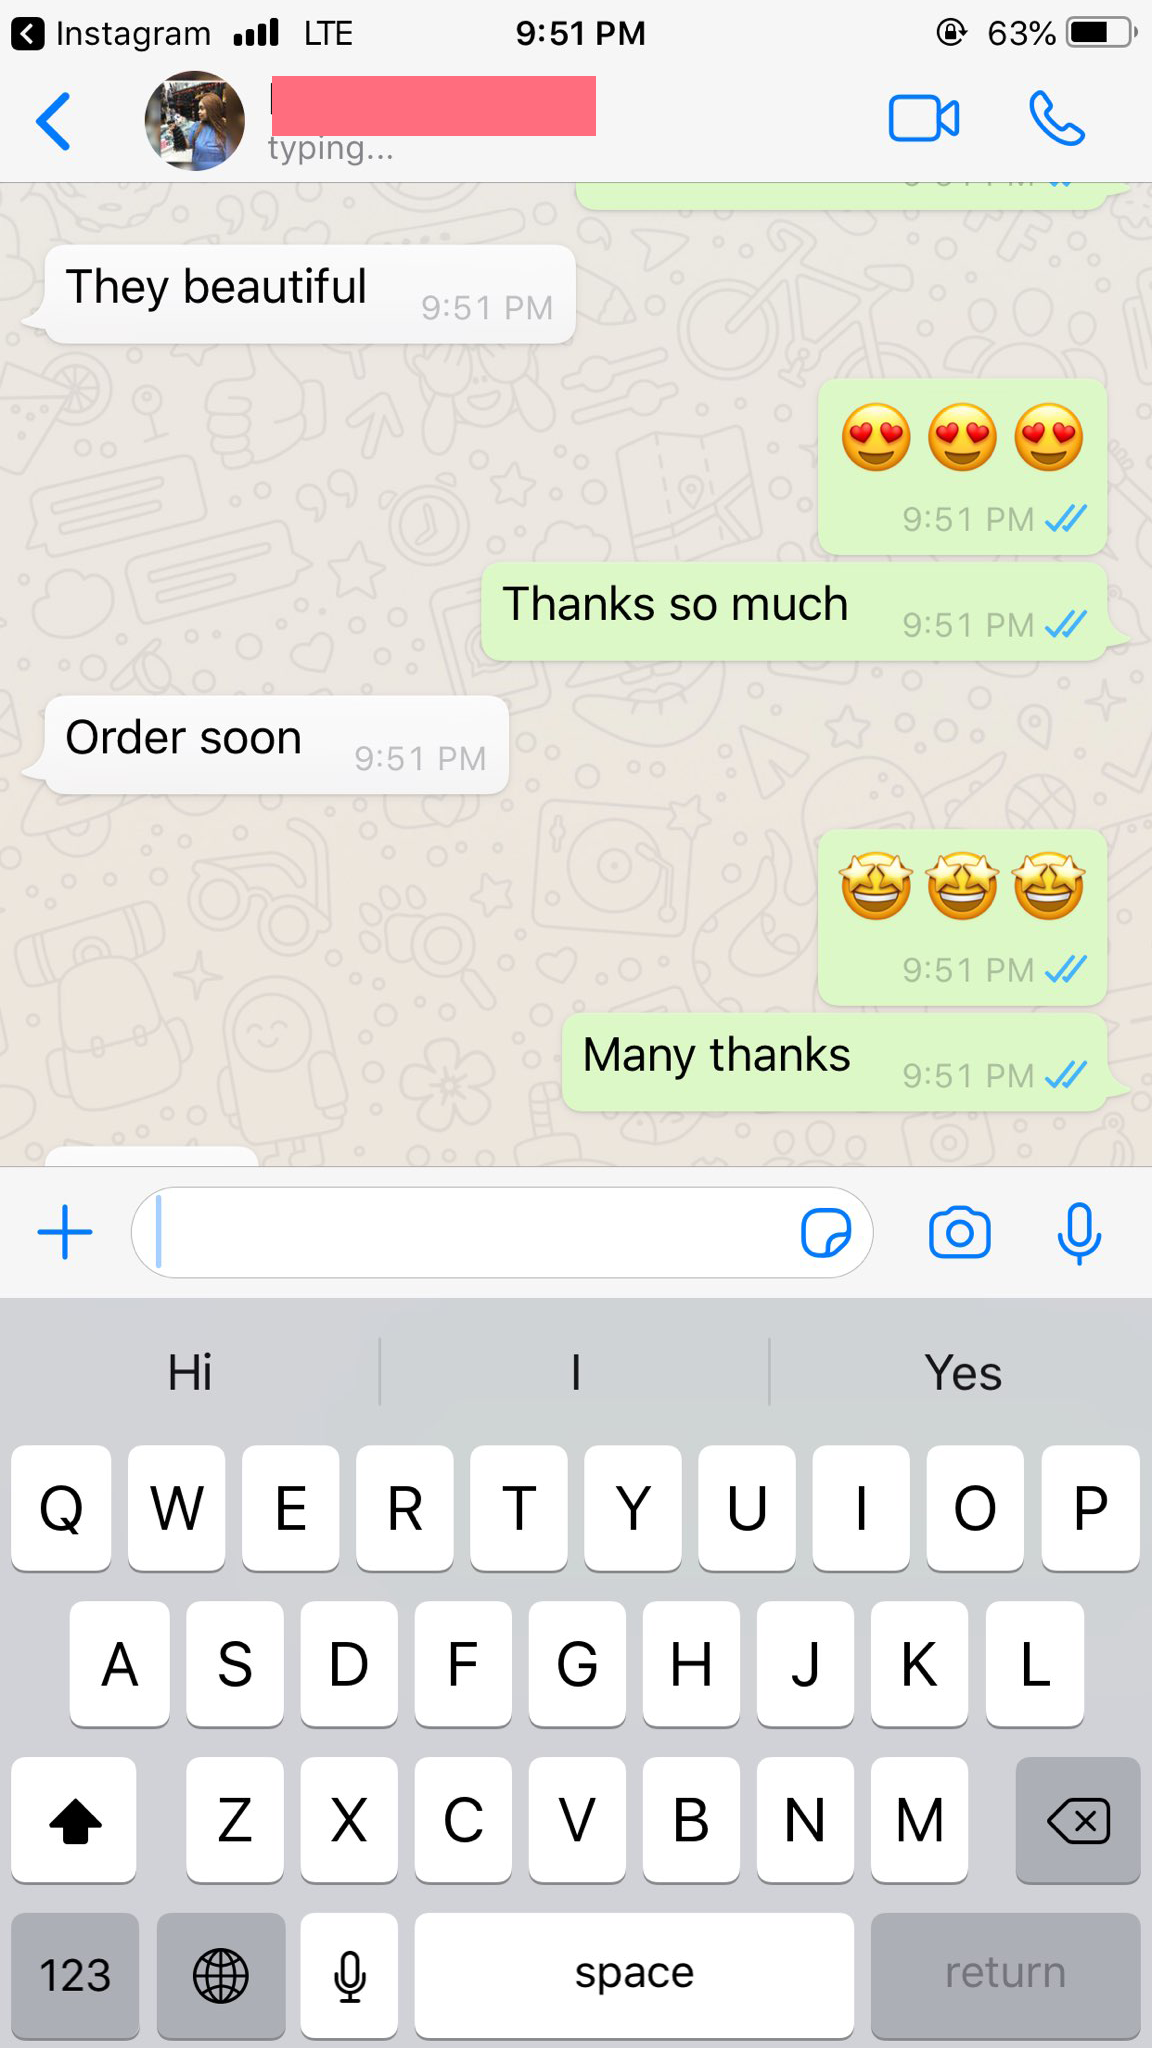 Instagram LTE 9:51 PM 63%
typing...
They beautiful 9:51 PM
😍😍😍
9:51 PM
Thanks so much 9:51 PM
Order soon 9:51 PM
🤩🤩🤩
9:51 PM
Many thanks 9:51 PM
Hi I Yes
Q W E R T Y U I O P
A S D F G H J K L
Z X C V B N M
123 space return